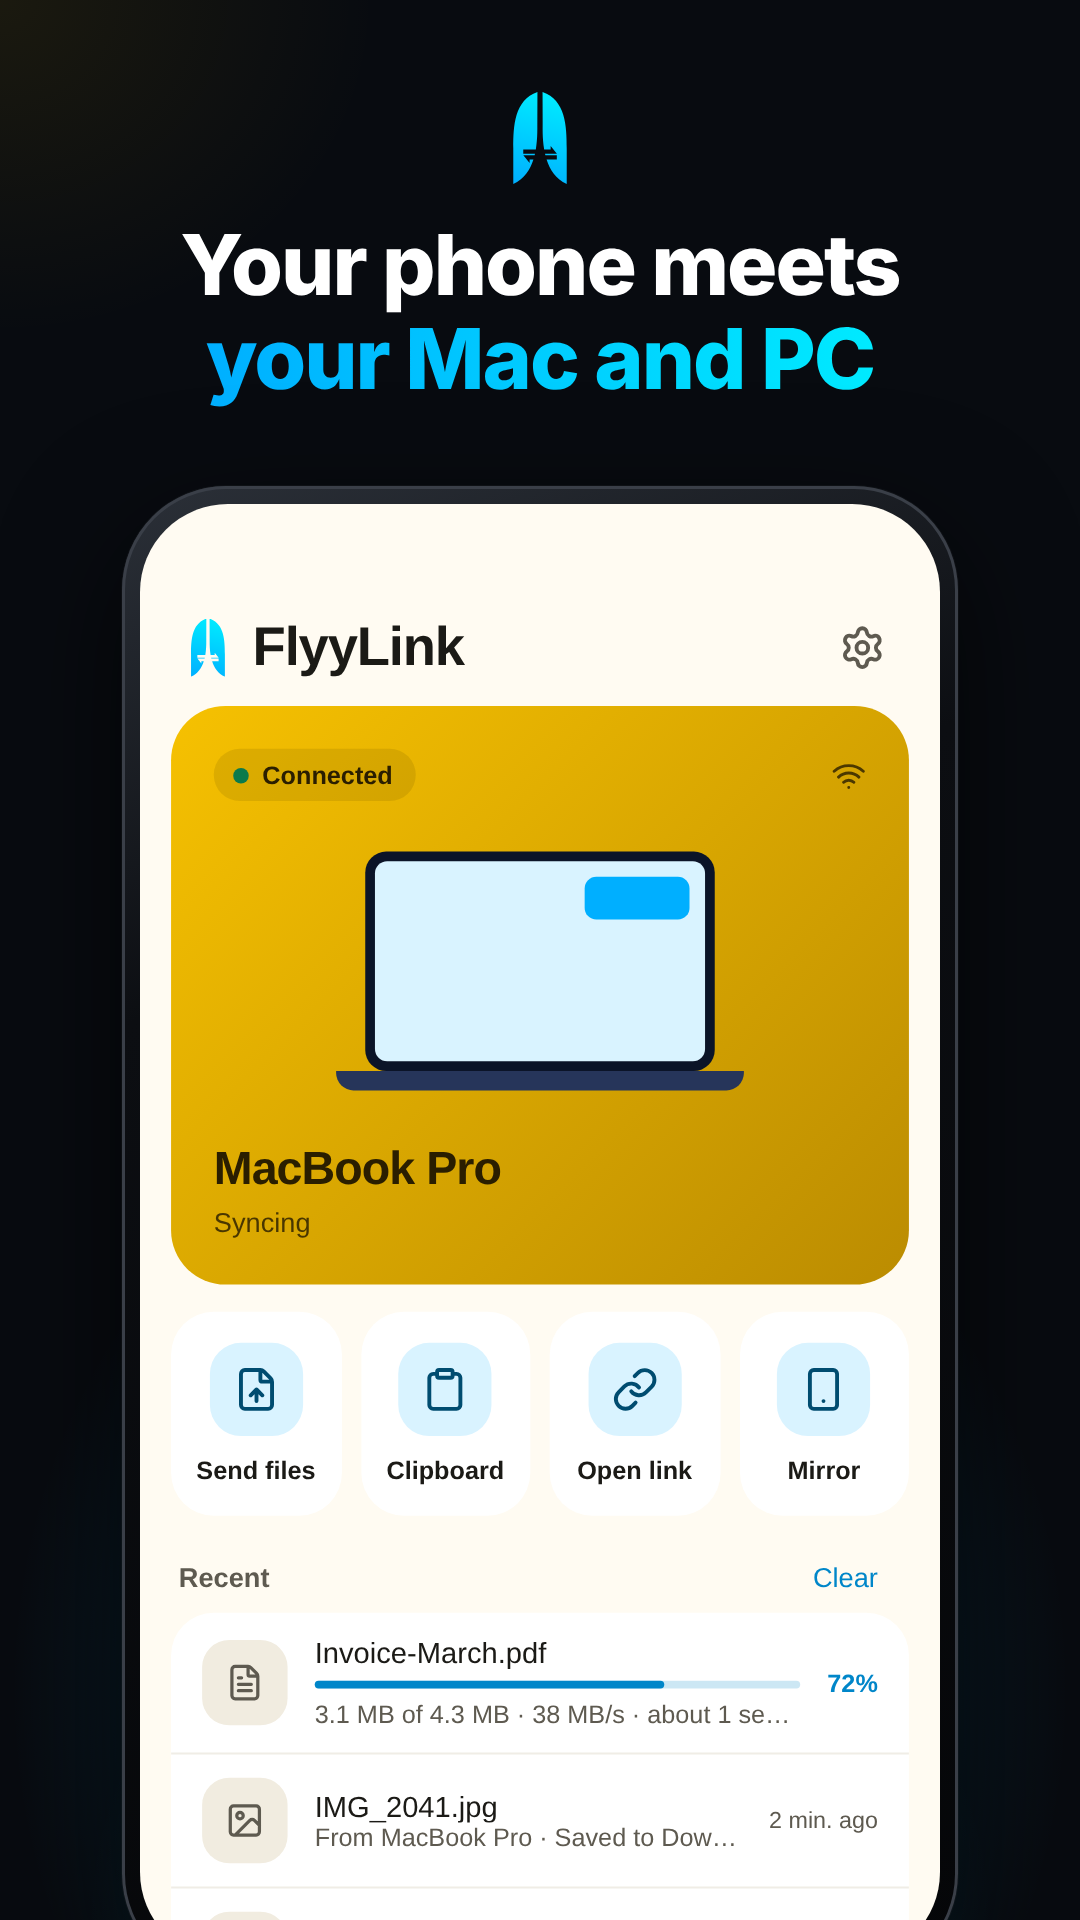 Your phone meets
your Mac and PC
FlyyLink
Connected
MacBook Pro
Syncing
Send files
Clipboard
Open link
Mirror
Recent
Clear
Invoice-March.pdf
72%
3.1 MB of 4.3 MB · 38 MB/s · about 1 se…
IMG_2041.jpg
2 min. ago
From MacBook Pro · Saved to Dow…